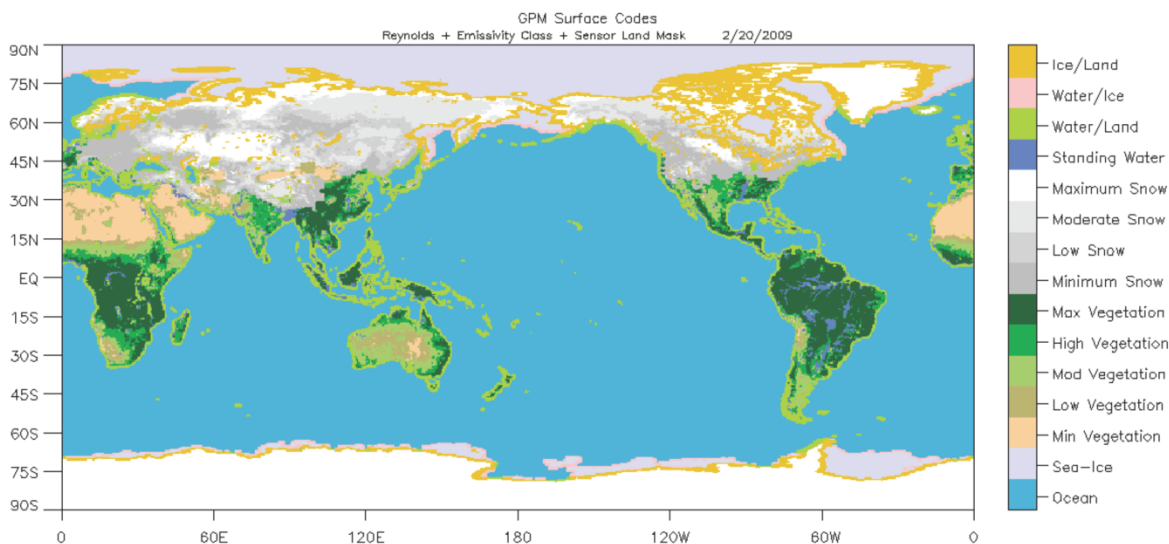 GPM Surface Codes
Reynolds + Emissivity Class + Sensor Land Mask 2/20/2009
90N
75N
60N
45N
30N
15N
EQ
15S
30S
45S
60S
75S
90S
0 60E 120E 180 120W 60W 0
Ice/Land
Water/Ice
Water/Land
Standing Water
Maximum Snow
Moderate Snow
Low Snow
Minimum Snow
Max Vegetation
High Vegetation
Mod Vegetation
Low Vegetation
Min Vegetation
Sea-Ice
Ocean